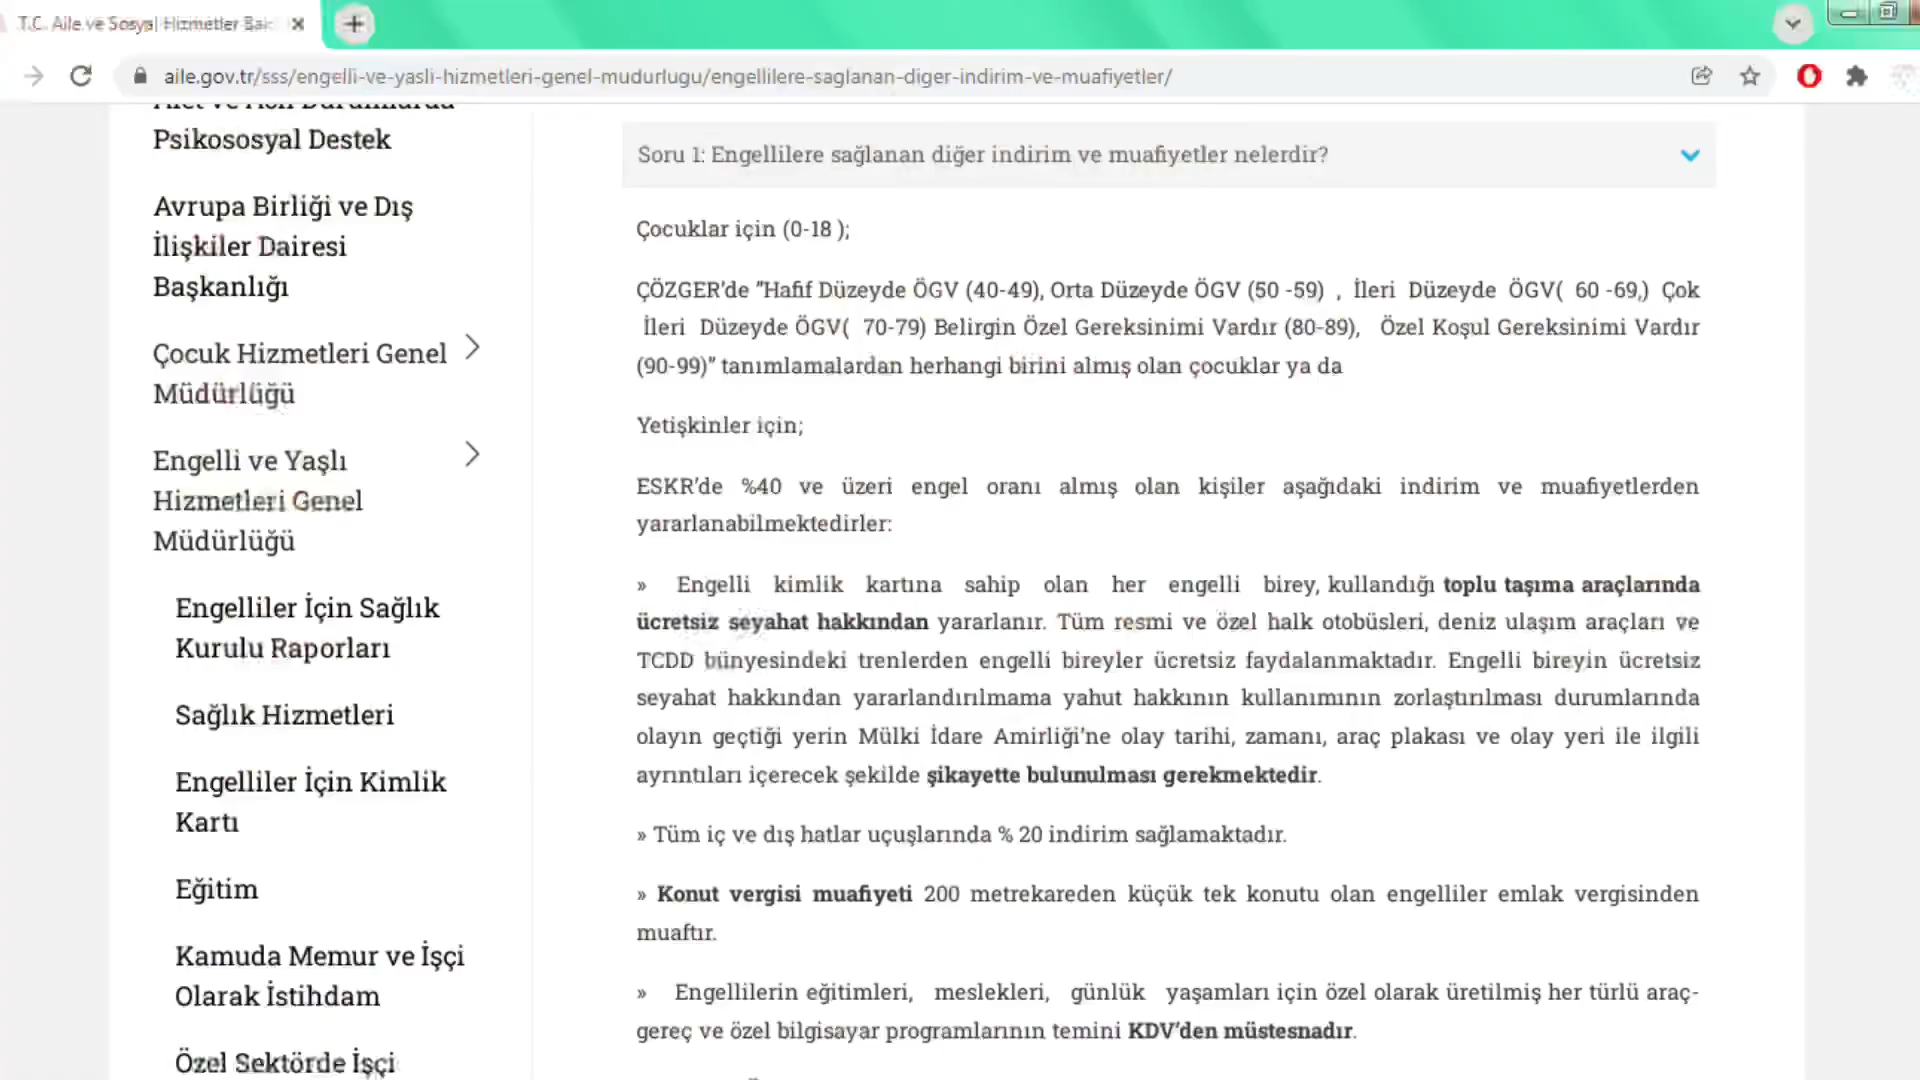 T.C. Aile ve Sosyal Hizmetler Bak
aile.gov.tr/sss/engelli-ve-yasli-hizmetleri-genel-mudurlugu/engellilere-saglanan-diger-indirim-ve-muafiyetler/
Psikososyal Destek
Avrupa Birliği ve Dış
İlişkiler Dairesi
Başkanlığı
Çocuk Hizmetleri Genel
Müdürlüğü
Engelli ve Yaşlı
Hizmetleri Genel
Müdürlüğü
Engelliler İçin Sağlık
Kurulu Raporları
Sağlık Hizmetleri
Engelliler İçin Kimlik
Kartı
Eğitim
Kamuda Memur ve İşçi
Olarak İstihdam
Özel Sektörde İşçi
Soru 1: Engellilere sağlanan diğer indirim ve muafiyetler nelerdir?
Çocuklar için (0-18 );
ÇÖZGER’de ”Hafif Düzeyde ÖGV (40-49), Orta Düzeyde ÖGV (50 -59) , İleri Düzeyde ÖGV( 60 -69,) Çok
İleri Düzeyde ÖGV( 70-79) Belirgin Özel Gereksinimi Vardır (80-89), Özel Koşul Gereksinimi Vardır
(90-99)” tanımlamalardan herhangi birini almış olan çocuklar ya da
Yetişkinler için;
ESKR’de %40 ve üzeri engel oranı almış olan kişiler aşağıdaki indirim ve muafiyetlerden
yararlanabilmektedirler:
» Engelli kimlik kartına sahip olan her engelli birey, kullandığı toplu taşıma araçlarında
ücretsiz seyahat hakkından yararlanır. Tüm resmi ve özel halk otobüsleri, deniz ulaşım araçları ve
TCDD bünyesindeki trenlerden engelli bireyler ücretsiz faydalanmaktadır. Engelli bireyin ücretsiz
seyahat hakkından yararlandırılmama yahut hakkının kullanımının zorlaştırılması durumlarında
olayın geçtiği yerin Mülki İdare Amirliği’ne olay tarihi, zamanı, araç plakası ve olay yeri ile ilgili
ayrıntıları içerecek şekilde şikayette bulunulması gerekmektedir.
» Tüm iç ve dış hatlar uçuşlarında % 20 indirim sağlamaktadır.
» Konut vergisi muafiyeti 200 metrekareden küçük tek konutu olan engelliler emlak vergisinden
muaftır.
» Engellilerin eğitimleri, meslekleri, günlük yaşamları için özel olarak üretilmiş her türlü araç-
gereç ve özel bilgisayar programlarının temini KDV’den müstesnadır.